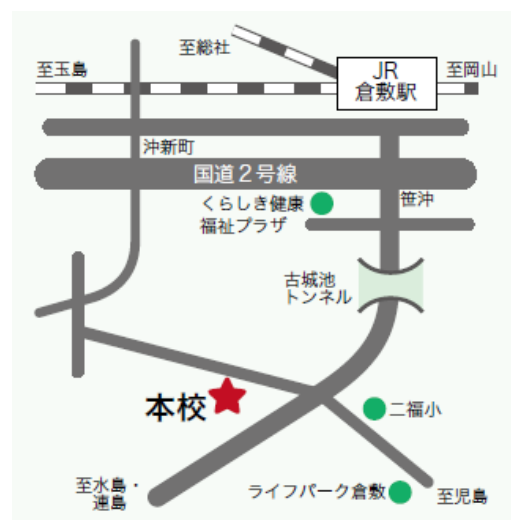 至総社
至玉島
JR
倉敷駅
至岡山
沖新町
国道2号線
くらしき健康
福祉プラザ
笹沖
古城池
トンネル
本校
二福小
至水島・
連島
ライフパーク倉敷
至児島